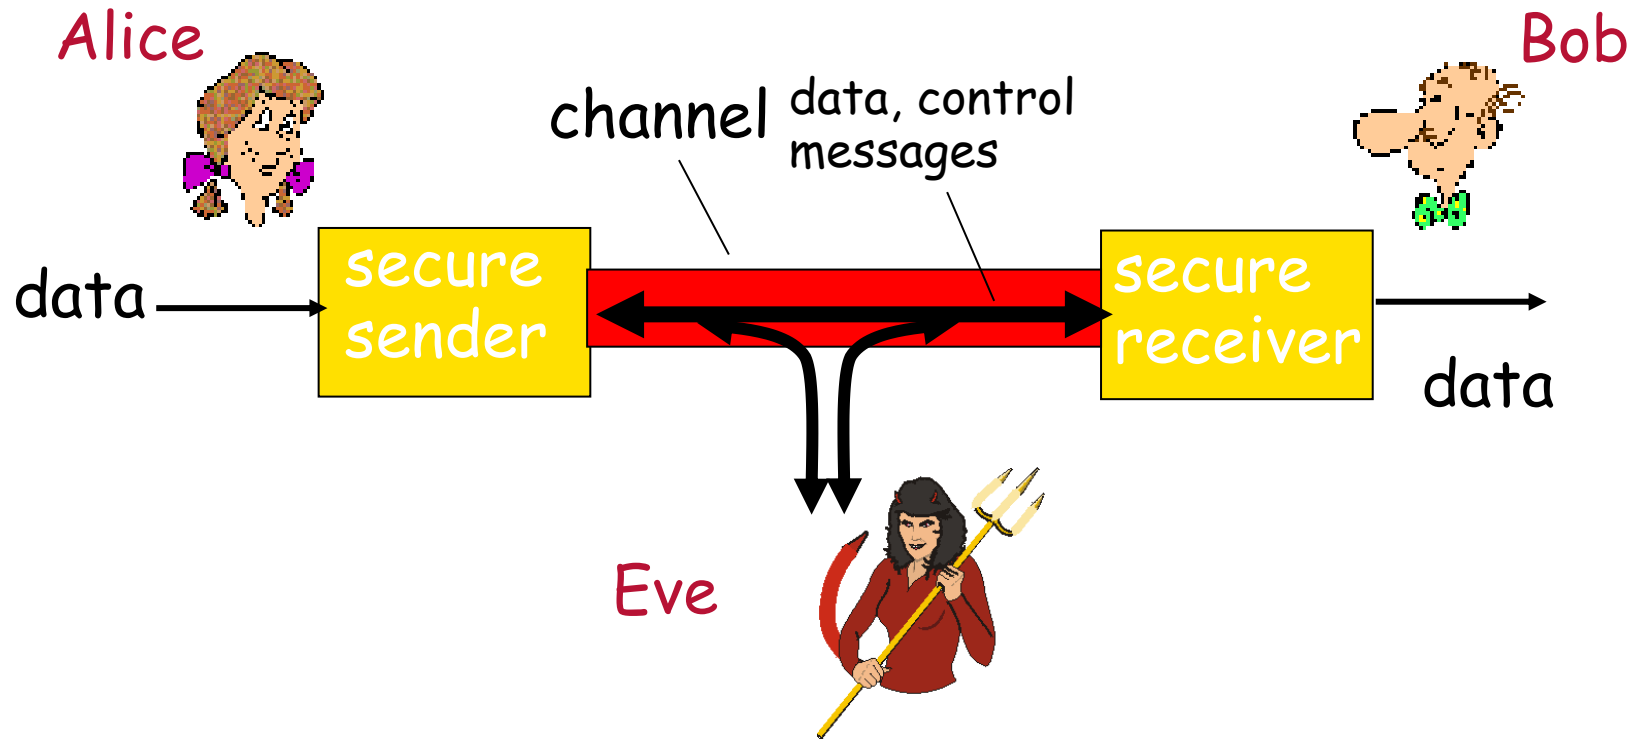 Alice
Bob
channel
data, control
messages
data
secure
sender
secure
receiver
data
Eve